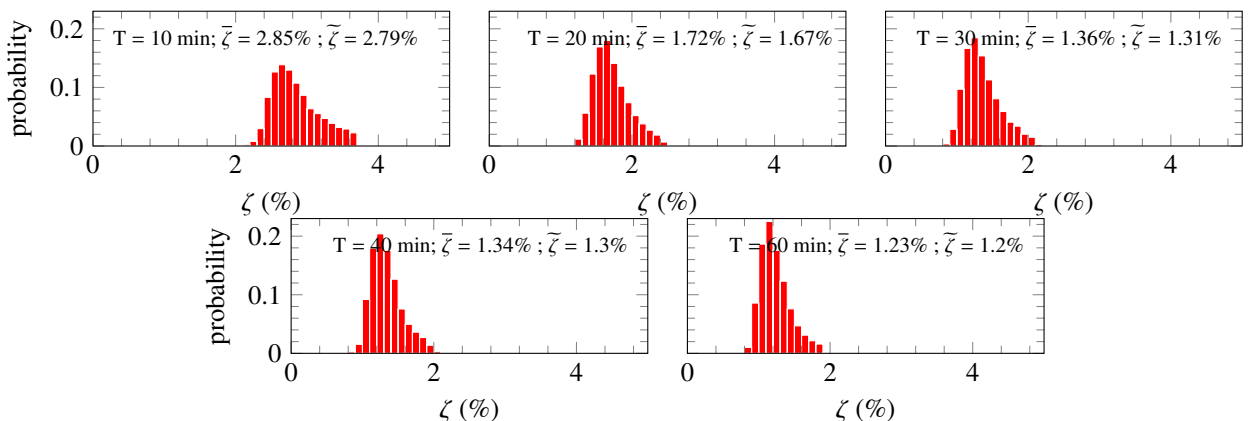 probability
0.2
0.1
0
T = 10 min; ζ̅ = 2.85% ; ζ̃ = 2.79%
0 2 4
ζ (%)
T = 20 min; ζ̅ = 1.72% ; ζ̃ = 1.67%
0 2 4
ζ (%)
T = 30 min; ζ̅ = 1.36% ; ζ̃ = 1.31%
0 2 4
ζ (%)
probability
0.2
0.1
0
T = 40 min; ζ̅ = 1.34% ; ζ̃ = 1.3%
0 2 4
ζ (%)
T = 60 min; ζ̅ = 1.23% ; ζ̃ = 1.2%
0 2 4
ζ (%)